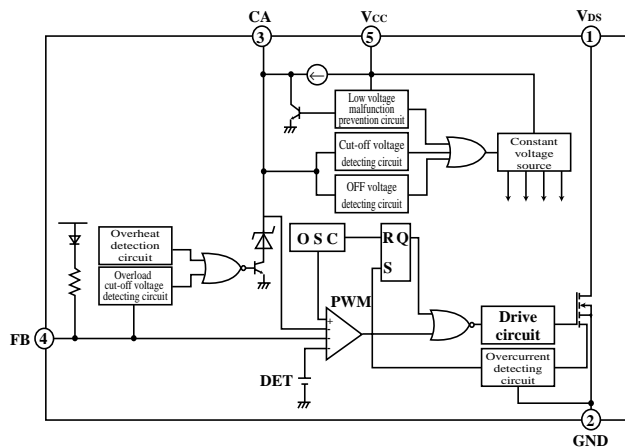 CA
3
VCC
5
VDS
1
Low voltage
malfunction
prevention circuit
Cut-off voltage
detecting circuit
OFF voltage
detecting circuit
Constant
voltage
source
Overheat
detection
circuit
Overload
cut-off voltage
detecting circuit
O S C
R Q
S
PWM
+
-
-
-
Drive
circuit
Overcurrent
detecting
circuit
FB
4
DET
2
GND